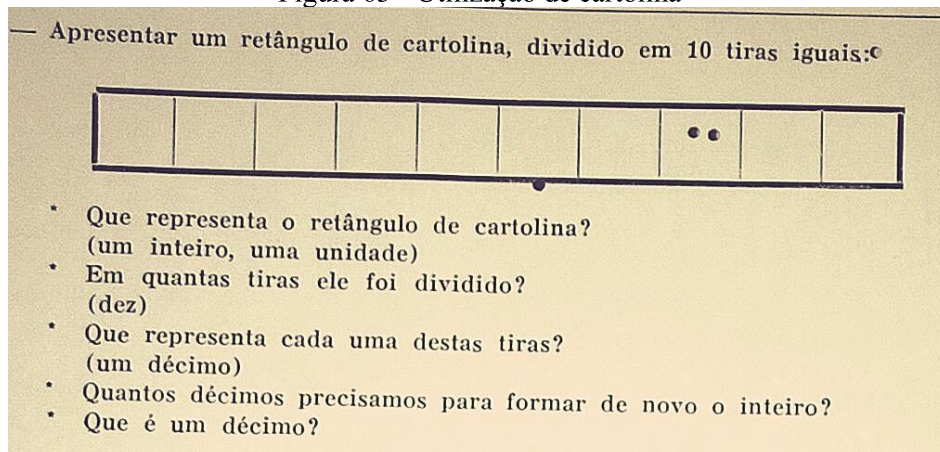 — Apresentar um retângulo de cartolina, dividido em 10 tiras iguais:
* Que representa o retângulo de cartolina?
(um inteiro, uma unidade)
* Em quantas tiras ele foi dividido?
(dez)
* Que representa cada uma destas tiras?
(um décimo)
* Quantos décimos precisamos para formar de novo o inteiro?
* Que é um décimo?